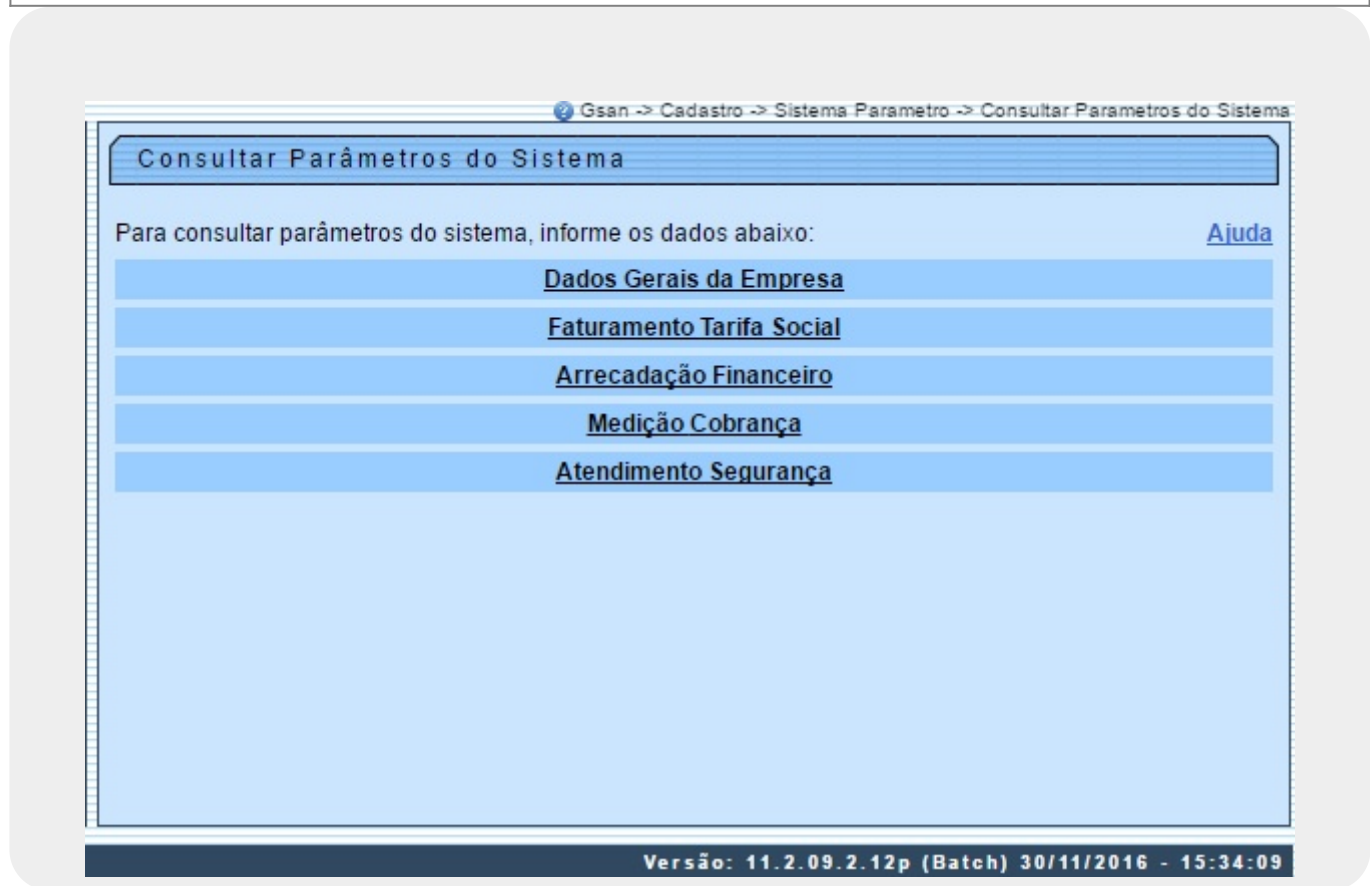 Gsan -> Cadastro -> Sistema Parametro -> Consultar Parametros do Sistema
Consultar Parâmetros do Sistema
Para consultar parâmetros do sistema, informe os dados abaixo: Ajuda
Dados Gerais da Empresa
Faturamento Tarifa Social
Arrecadação Financeiro
Medição Cobrança
Atendimento Segurança
Versão: 11.2.09.2.12p (Batch) 30/11/2016 - 15:34:09